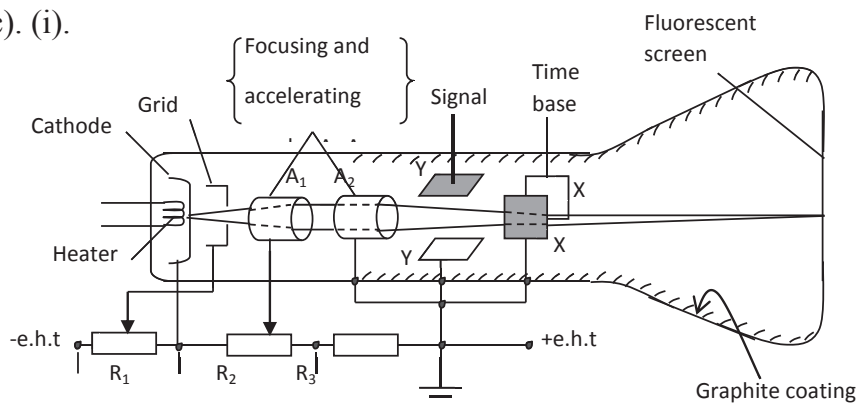 c). (i).
Focusing and
accelerating
Fluorescent
screen
Time
base
Signal
Grid
Cathode
Y
A₁
A₂
X
Heater
Y
X
-e.h.t
+e.h.t
R₁
R₂
R₃
Graphite coating